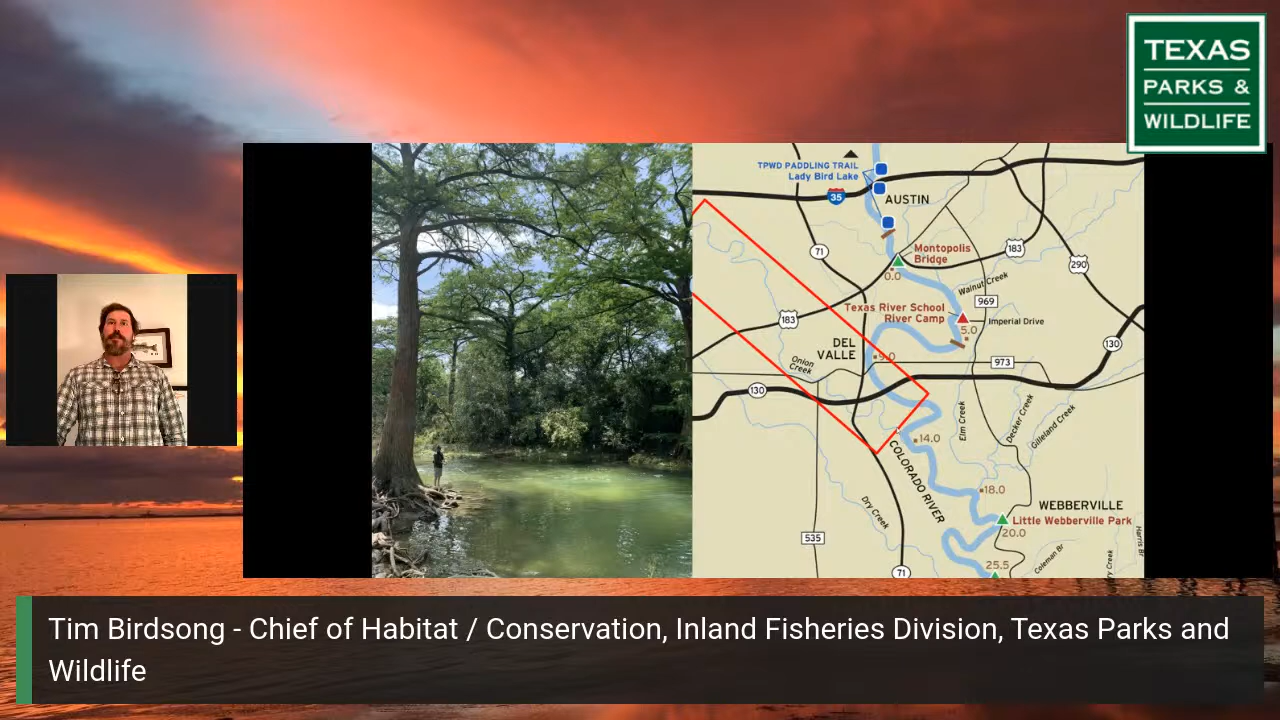 TEXAS
PARKS &
WILDLIFE
TPWD PADDLING TRAIL
Lady Bird Lake
35
AUSTIN
71
Montopolis
Bridge
183
290
0.0
Walnut Creek
969
Texas River School
River Camp
5.0
Imperial Drive
183
DEL
VALLE
9.0
130
Onion
Creek
973
130
Elm Creek
Decker Creek
Gilleland Creek
14.0
COLORADO RIVER
18.0
Dry Creek
WEBBERVILLE
Little Webberville Park
20.0
535
Coleman Br
25.5
71
Tim Birdsong - Chief of Habitat / Conservation, Inland Fisheries Division, Texas Parks and
Wildlife